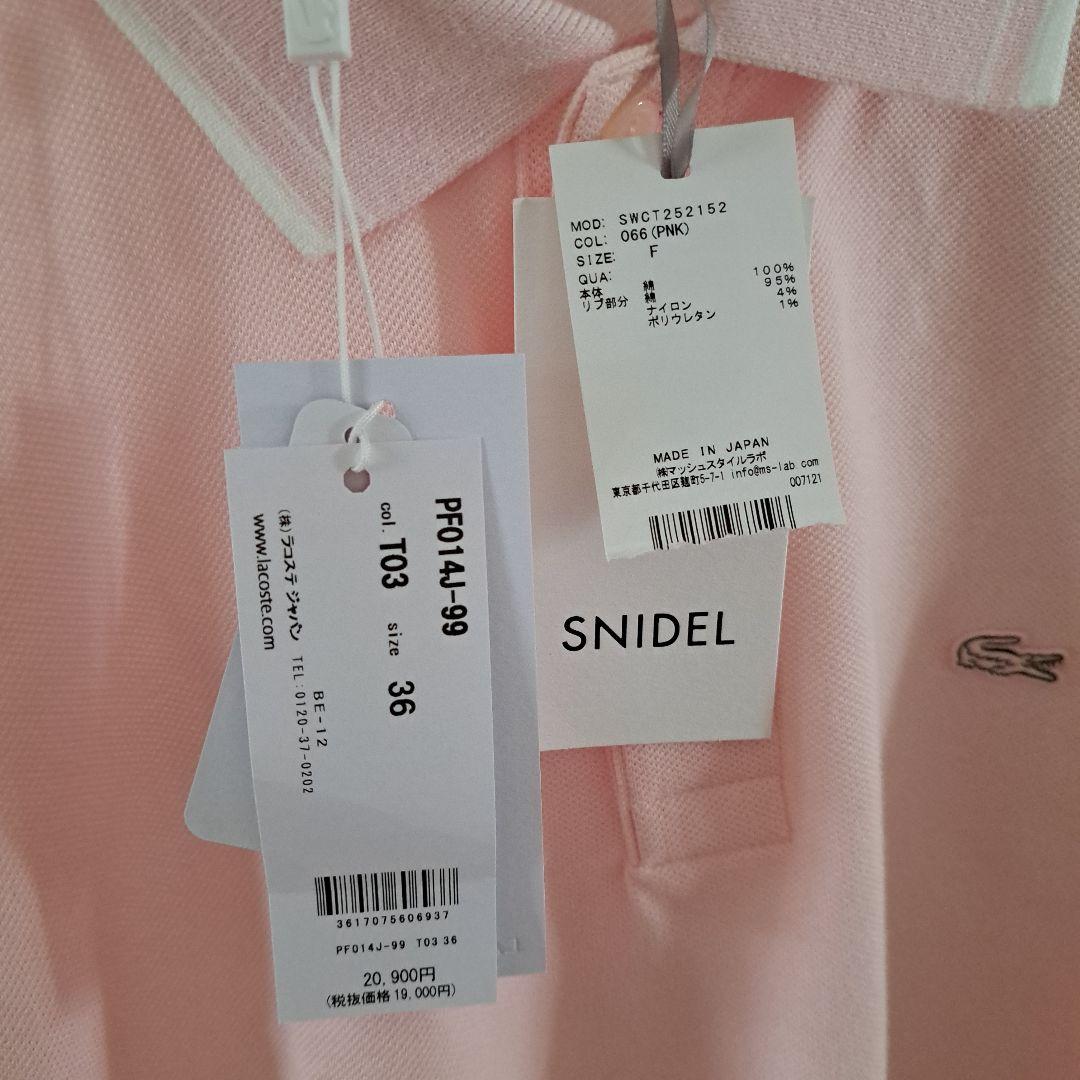 MOD: SWCT252152
COL: 066(PNK)
SIZE: F
QUA:
本体 綿 100%
リブ部分 綿 95%
ナイロン 4%
ポリウレタン 1%
MADE IN JAPAN
(株)マッシュスタイルラボ
東京都千代田区麹町5-7-1 info@ms-lab.com
007121
SNIDEL
PF014J-99
col. T03 size 36
(株)ラコステ ジャパン TEL:0120-37-0202
www.lacoste.com
BE-12
3617075606937
PF014J-99 T03 36
20,900円
(税抜価格 19,000円)